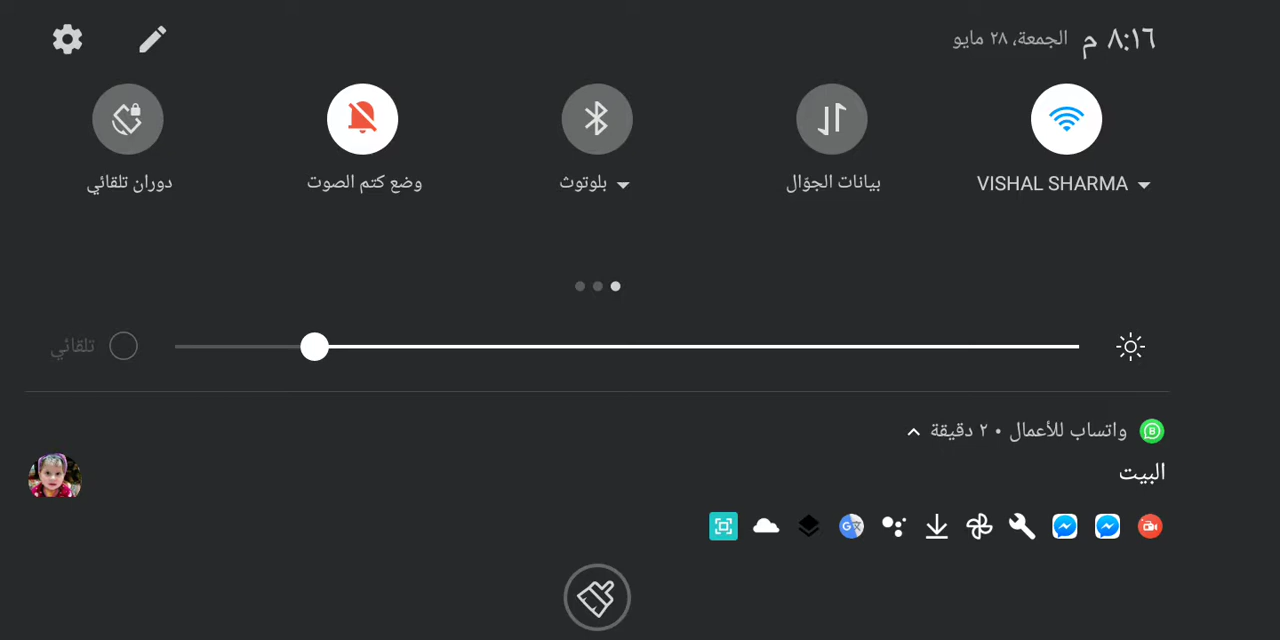 ٨:١٦ م الجمعة، ٢٨ مايو
VISHAL SHARMA
بيانات الجوّال
بلوتوث
وضع كتم الصوت
دوران تلقائي
تلقائي
واتساب للأعمال • ٢ دقيقة
البيت